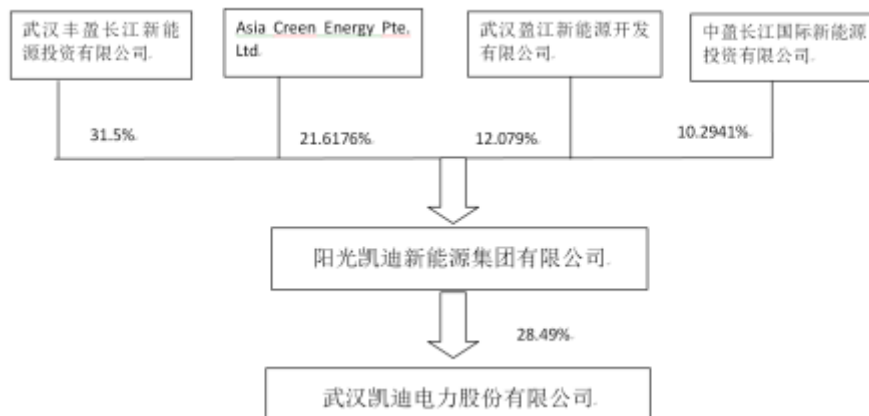 武汉丰盈长江新能
源投资有限公司.
Asia Creen Energy Pte.
Ltd.
武汉盈江新能源开发
有限公司.
中盈长江国际新能源
投资有限公司.
31.5%.
21.6176%.
12.079%.
10.2941%.
阳光凯迪新能源集团有限公司.
28.49%.
武汉凯迪电力股份有限公司.